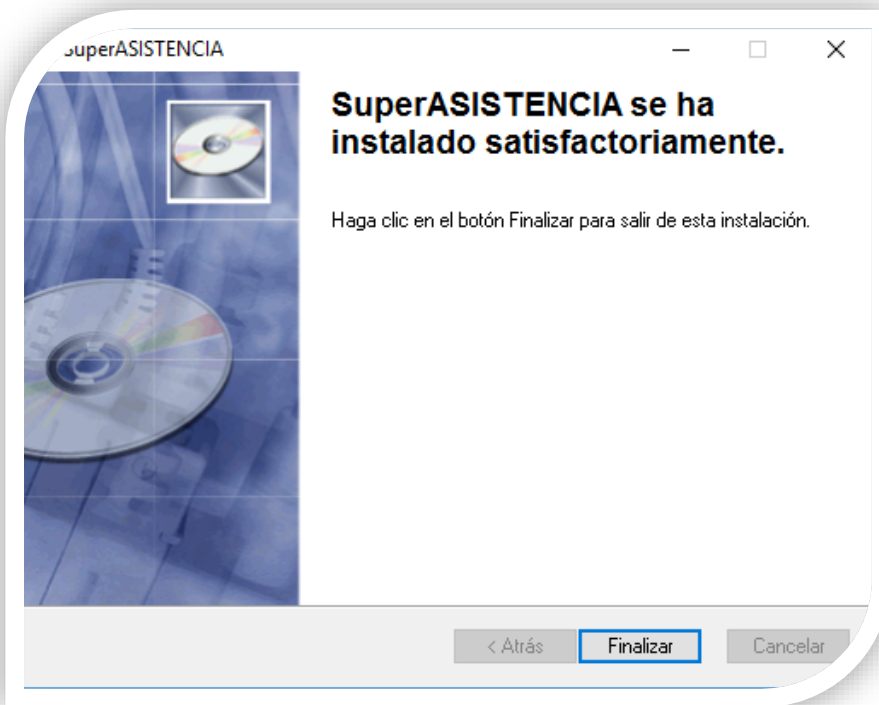 SuperASISTENCIA
SuperASISTENCIA se ha
instalado satisfactoriamente.
Haga clic en el botón Finalizar para salir de esta instalación.
< Atrás
Finalizar
Cancelar